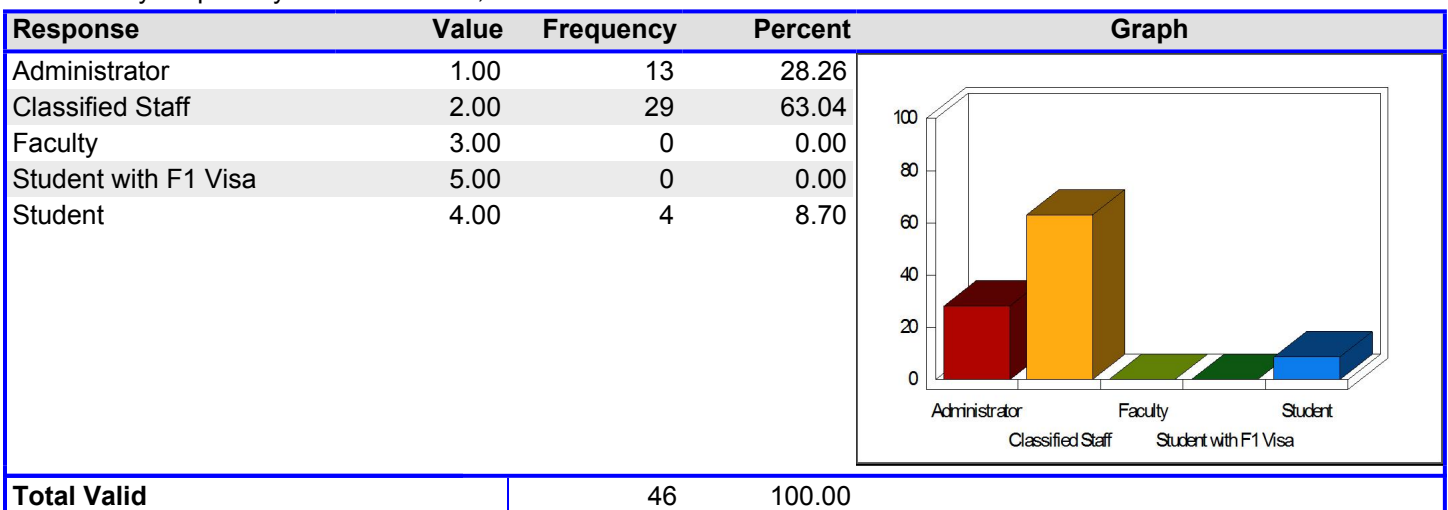 Response Value Frequency Percent Graph
Administrator 1.00 13 28.26
Classified Staff 2.00 29 63.04
Faculty 3.00 0 0.00
Student with F1 Visa 5.00 0 0.00
Student 4.00 4 8.70
100
80
60
40
20
0
Administrator Faculty Student
Classified Staff Student with F1 Visa
Total Valid 46 100.00